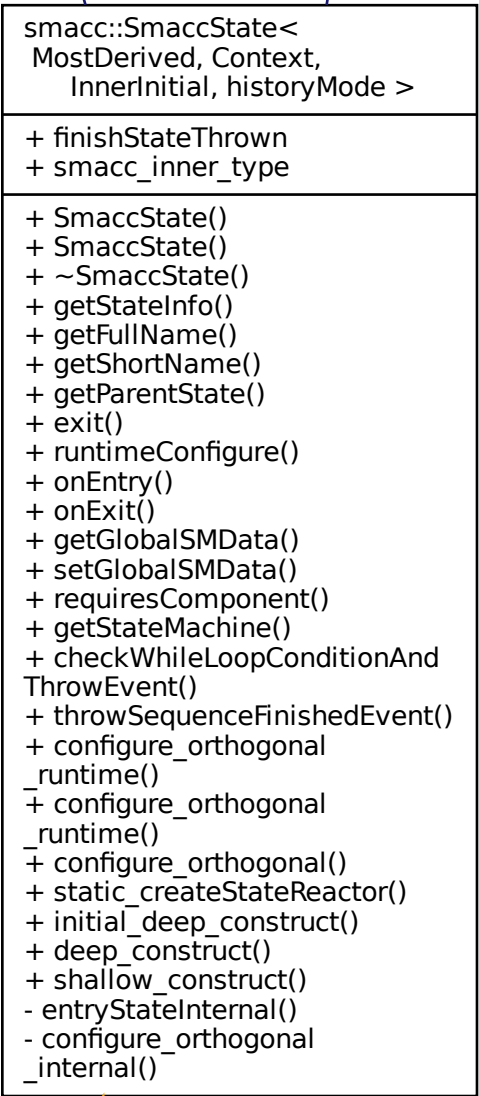 smacc::SmaccState<
MostDerived, Context,
InnerInitial, historyMode >
+ finishStateThrown
+ smacc_inner_type
+ SmaccState()
+ SmaccState()
+ ~SmaccState()
+ getStateInfo()
+ getFullName()
+ getShortName()
+ getParentState()
+ exit()
+ runtimeConfigure()
+ onEntry()
+ onExit()
+ getGlobalSMData()
+ setGlobalSMData()
+ requiresComponent()
+ getStateMachine()
+ checkWhileLoopConditionAnd
ThrowEvent()
+ throwSequenceFinishedEvent()
+ configure_orthogonal
_runtime()
+ configure_orthogonal
_runtime()
+ configure_orthogonal()
+ static_createStateReactor()
+ initial_deep_construct()
+ deep_construct()
+ shallow_construct()
- entryStateInternal()
- configure_orthogonal
_internal()